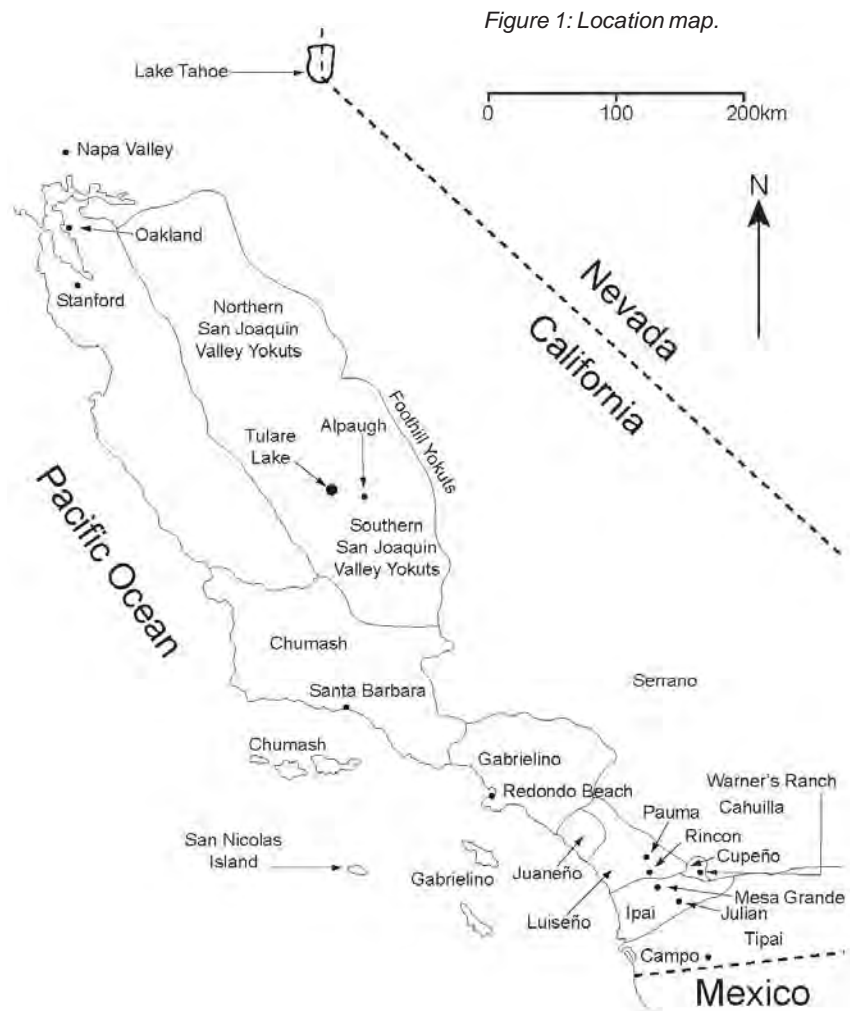 Figure 1: Location map.
Lake Tahoe
0 100 200km
Napa Valley
N
Oakland
Stanford
Nevada
California
Northern
San Joaquin
Valley Yokuts
Foothill Yokuts
Tulare
Lake
Alpaugh
Pacific Ocean
Southern
San Joaquin
Valley Yokuts
Chumash
Serrano
Santa Barbara
Chumash
Gabrielino
Warner's Ranch
Redondo Beach
Cahuilla
Pauma
Rincon
San Nicolas
Island
Cupeño
Gabrielino
Juaneño
Mesa Grande
Luiseño
Ipai
Julian
Tipai
Campo
Mexico